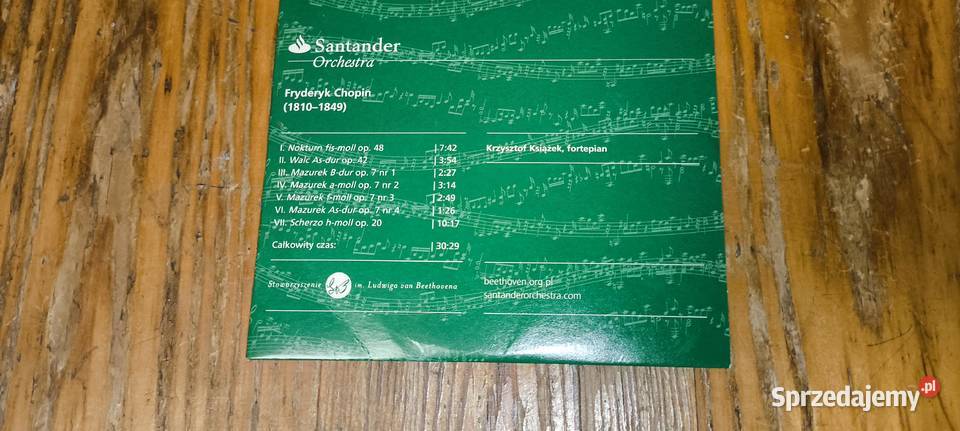 Santander
Orchestra
Fryderyk Chopin
(1810–1849)
I. Nokturn fis-moll op. 48 | 7:42
II. Walc As-dur op. 42 | 3:54
III. Mazurek B-dur op. 7 nr 1 | 2:27
IV. Mazurek a-moll op. 7 nr 2 | 3:14
V. Mazurek f-moll op. 7 nr 3 | 2:49
VI. Mazurek As-dur op. 7 nr 4 | 1:26
VII. Scherzo h-moll op. 20 | 10:17
Całkowity czas: | 30:29
Krzysztof Książek, fortepian
Stowarzyszenie im. Ludwiga van Beethovena
beethoven.org.pl
santanderorchestra.com
Sprzedajemy.pl